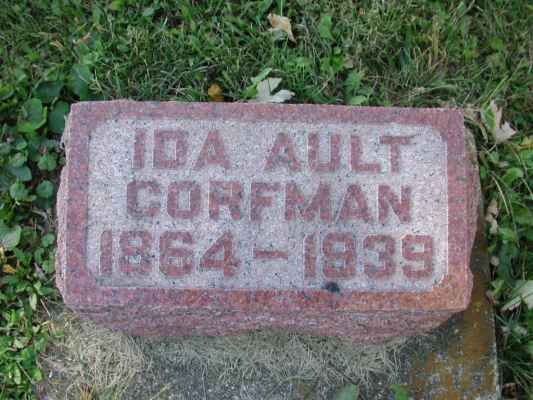 IDA AULT
CORFMAN
1864-1939